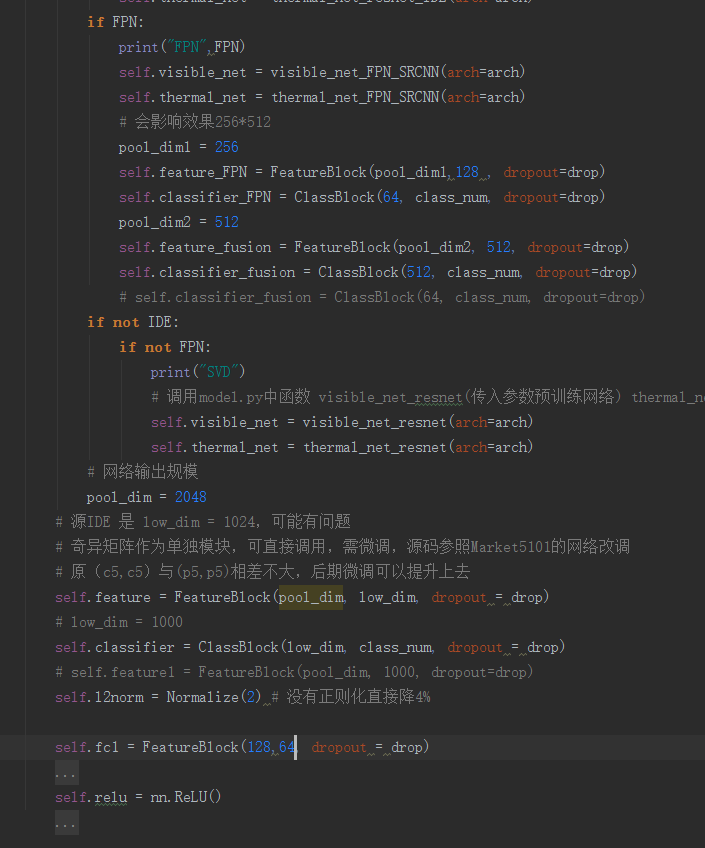 self.thermal_net = thermal_net_resnet_IDE(arch=arch)
if FPN:
print("FPN",FPN)
self.visible_net = visible_net_FPN_SRCNN(arch=arch)
self.thermal_net = thermal_net_FPN_SRCNN(arch=arch)
# 会影响效果256*512
pool_dim1 = 256
self.feature_FPN = FeatureBlock(pool_dim1,128 , dropout=drop)
self.classifier_FPN = ClassBlock(64, class_num, dropout=drop)
pool_dim2 = 512
self.feature_fusion = FeatureBlock(pool_dim2, 512, dropout=drop)
self.classifier_fusion = ClassBlock(512, class_num, dropout=drop)
# self.classifier_fusion = ClassBlock(64, class_num, dropout=drop)
if not IDE:
if not FPN:
print("SVD")
# 调用model.py中函数 visible_net_resnet(传入参数预训练网络) thermal_ne
self.visible_net = visible_net_resnet(arch=arch)
self.thermal_net = thermal_net_resnet(arch=arch)
# 网络输出规模
pool_dim = 2048
# 源IDE 是 low_dim = 1024, 可能有问题
# 奇异矩阵作为单独模块，可直接调用，需微调，源码参照Market5101的网络改调
# 原（c5,c5）与(p5,p5)相差不大，后期微调可以提升上去
self.feature = FeatureBlock(pool_dim, low_dim, dropout = drop)
# low_dim = 1000
self.classifier = ClassBlock(low_dim, class_num, dropout = drop)
# self.feature1 = FeatureBlock(pool_dim, 1000, dropout=drop)
self.l2norm = Normalize(2) # 没有正则化直接降4%
self.fc1 = FeatureBlock(128,64, dropout = drop)
...
self.relu = nn.ReLU()
...